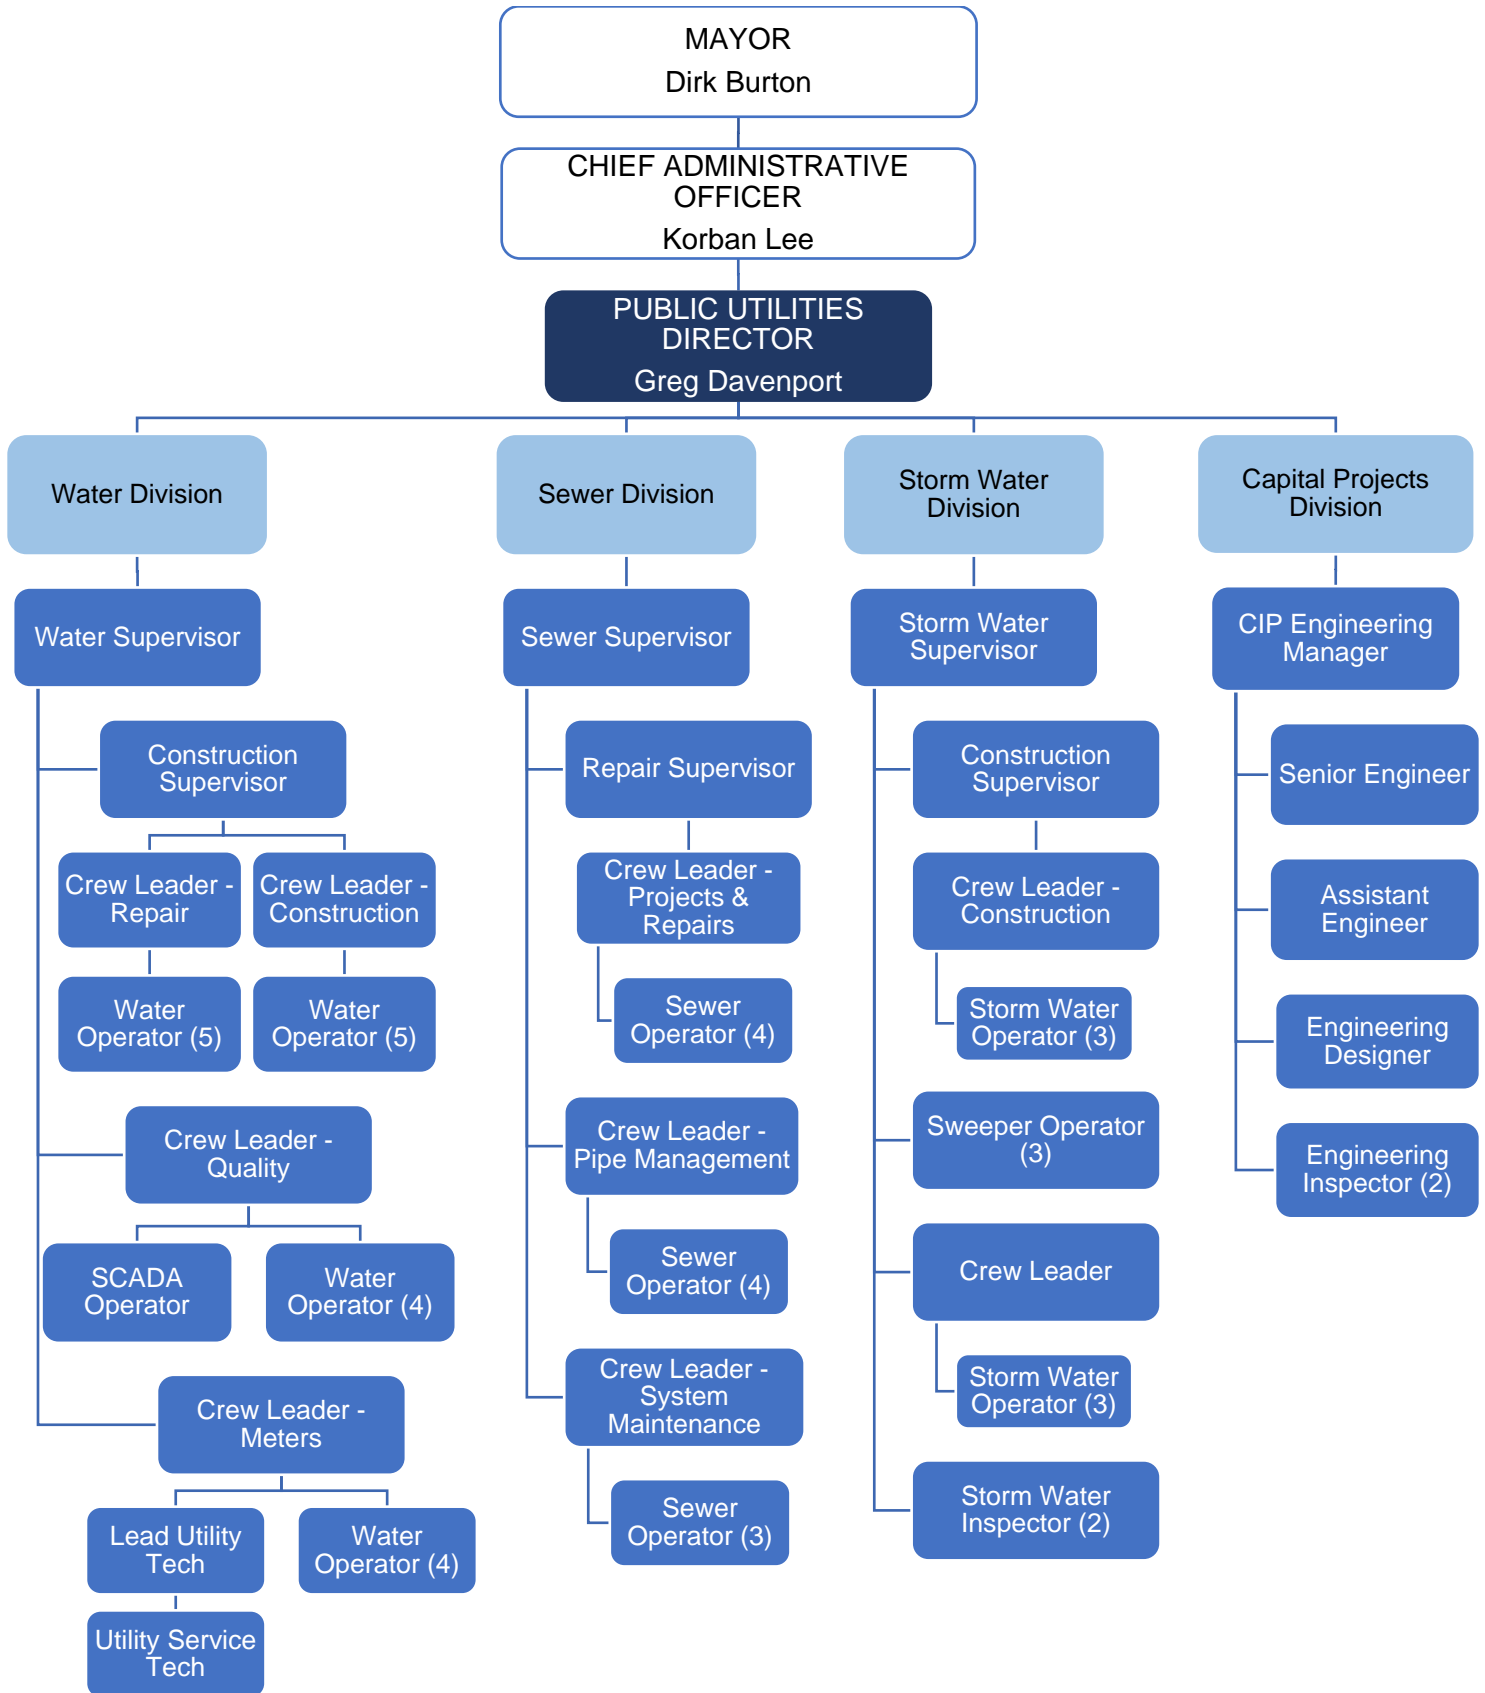 MAYOR
Dirk Burton
CHIEF ADMINISTRATIVE
OFFICER
Korban Lee
PUBLIC UTILITIES
DIRECTOR
Greg Davenport
Water Division
Water Supervisor
Construction
Supervisor
Crew Leader -
Repair
Water
Operator (5)
Crew Leader -
Construction
Water
Operator (5)
Crew Leader -
Quality
SCADA
Operator
Water
Operator (4)
Crew Leader -
Meters
Lead Utility
Tech
Utility Service
Tech
Water
Operator (4)
Sewer Division
Sewer Supervisor
Repair Supervisor
Crew Leader -
Projects &
Repairs
Sewer
Operator (4)
Crew Leader -
Pipe Management
Sewer
Operator (4)
Crew Leader -
System
Maintenance
Sewer
Operator (3)
Storm Water
Division
Storm Water
Supervisor
Construction
Supervisor
Crew Leader -
Construction
Storm Water
Operator (3)
Sweeper Operator
(3)
Crew Leader
Storm Water
Operator (3)
Storm Water
Inspector (2)
Capital Projects
Division
CIP Engineering
Manager
Senior Engineer
Assistant
Engineer
Engineering
Designer
Engineering
Inspector (2)